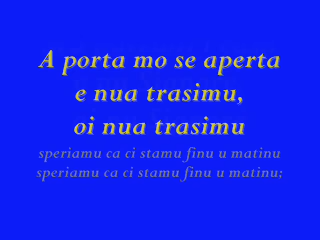 A porta mo se aperta
e nua trasimu,
oi nua trasimu
speriamu ca ci stamu finu u matinu
speriamu ca ci stamu finu u matinu;